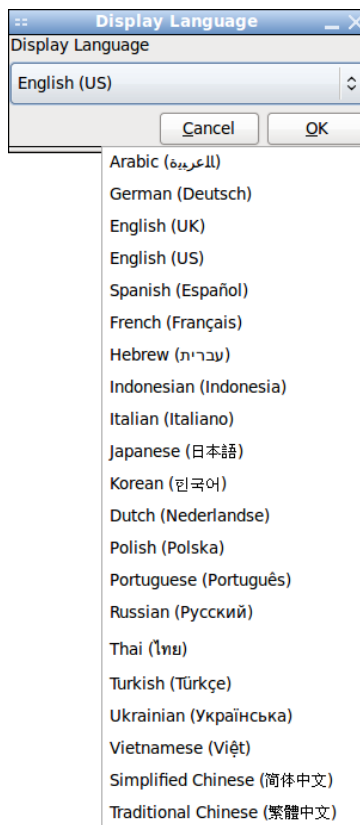 Display Language
Display Language
English (US)
Cancel
OK
Arabic (اللعربية)
German (Deutsch)
English (UK)
English (US)
Spanish (Español)
French (Français)
Hebrew (עברית)
Indonesian (Indonesia)
Italian (Italiano)
Japanese (日本語)
Korean (한국어)
Dutch (Nederlandse)
Polish (Polska)
Portuguese (Português)
Russian (Русский)
Thai (ไทย)
Turkish (Türkçe)
Ukrainian (Українська)
Vietnamese (Việt)
Simplified Chinese (简体中文)
Traditional Chinese (繁體中文)